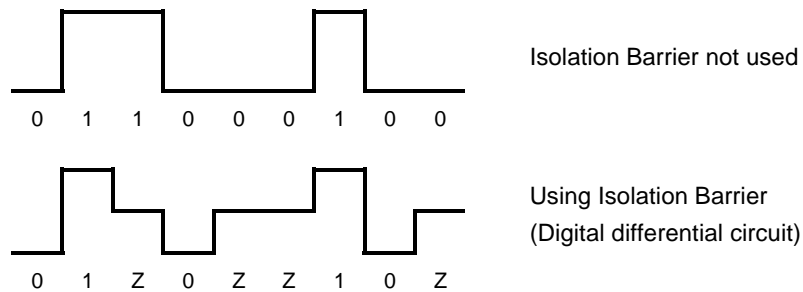 Isolation Barrier not used
0 1 1 0 0 0 1 0 0
Using Isolation Barrier
(Digital differential circuit)
0 1 Z 0 Z Z 1 0 Z